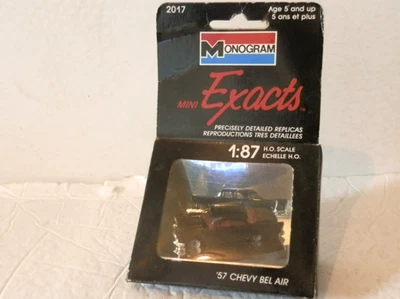 2017
Age 5 and up
5 ans et plus
MONOGRAM
MINI Exacts
PRECISELY DETAILED REPLICAS
REPRODUCTIONS TRES DETAILLEES
1:87 H.O. SCALE
ECHELLE H.O.
'57 CHEVY BEL AIR